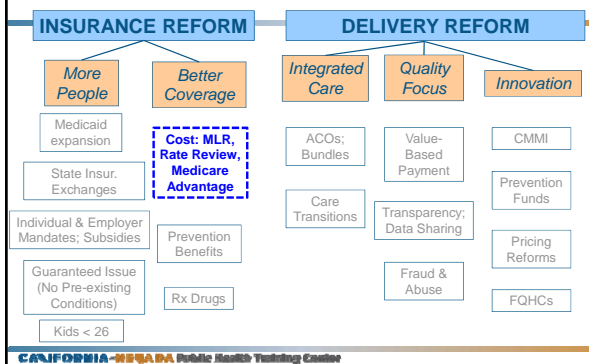 INSURANCE REFORM
DELIVERY REFORM
More
People
Better
Coverage
Integrated
Care
Quality
Focus
Innovation
Medicaid
expansion
State Insur.
Exchanges
Individual & Employer
Mandates; Subsidies
Guaranteed Issue
(No Pre-existing
Conditions)
Kids < 26
Cost: MLR,
Rate Review,
Medicare
Advantage
Prevention
Benefits
Rx Drugs
ACOs;
Bundles
Care
Transitions
Value-
Based
Payment
Transparency;
Data Sharing
Fraud &
Abuse
CMMI
Prevention
Funds
Pricing
Reforms
FQHCs
CALIFORNIA-NEVADA Public Health Training Center